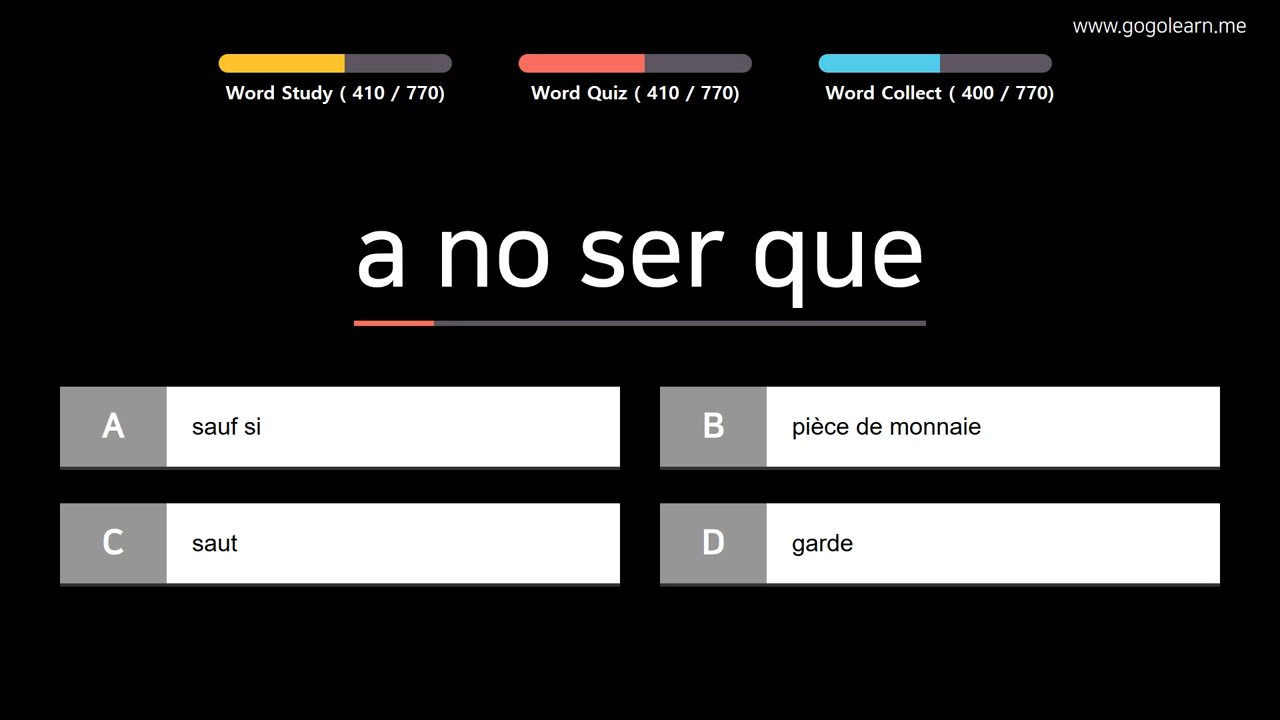 www.gogolearn.me
Word Study ( 410 / 770)
Word Quiz ( 410 / 770)
Word Collect ( 400 / 770)
a no ser que
A
sauf si
B
pièce de monnaie
C
saut
D
garde